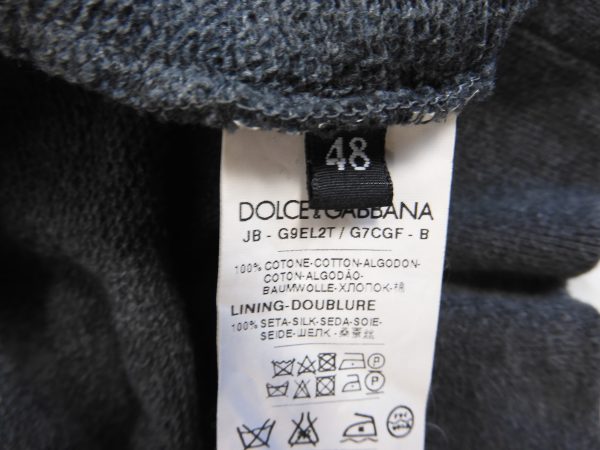 48
DOLCE&GABBANA
JB - G9EL2T / G7CGF - B
100% COTONE-COTTON-ALGODON-
COTON-ALGODÃO-
BAUMWOLLE-ХЛОПОК-棉
LINING-DOUBLURE
100% SETA-SILK-SEDA-SOIE-
SEIDE-ШЕЛК-桑蚕丝
P
P